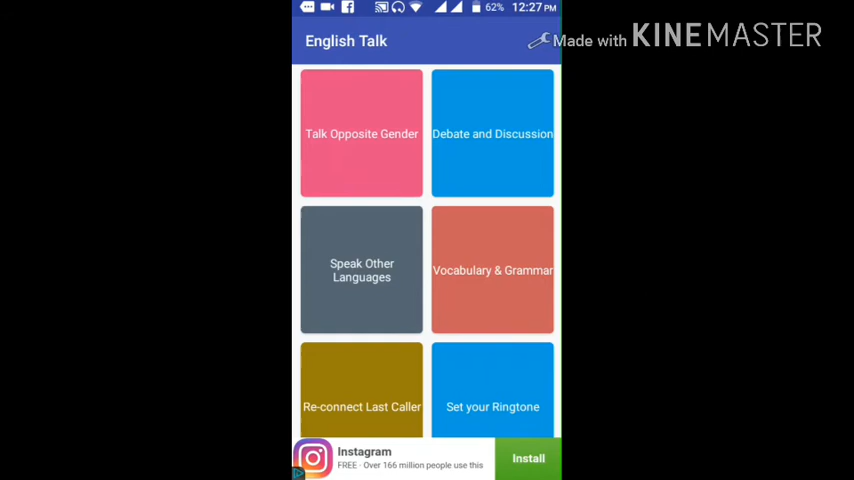 62% 12:27 PM
English Talk
Made with KINEMASTER
Talk Opposite Gender
Debate and Discussion
Speak Other
Languages
Vocabulary & Grammar
Re-connect Last Caller
Set your Ringtone
Instagram
FREE · Over 166 million people use this
Install